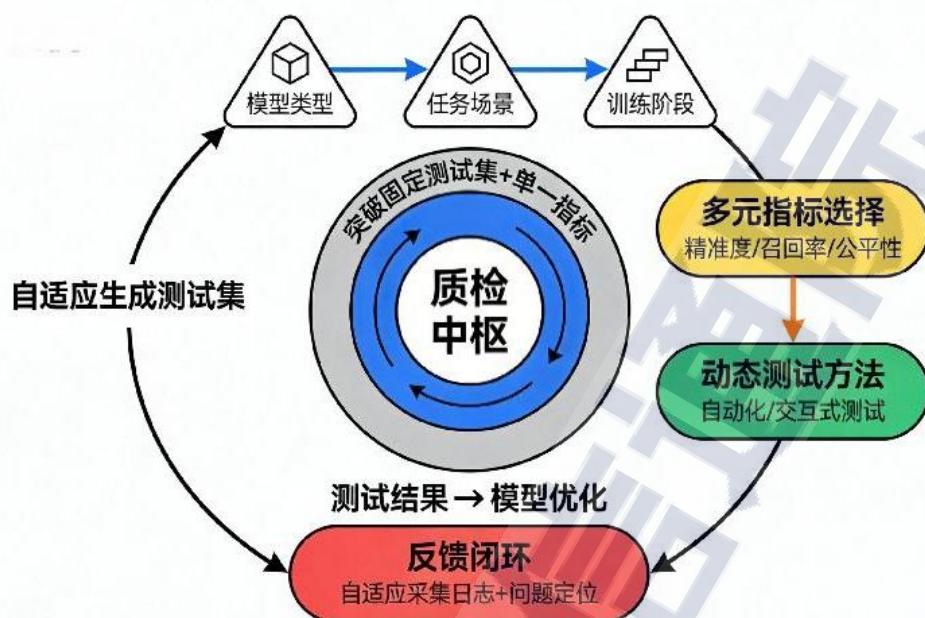 模型类型
任务场景
训练阶段
突破固定测试集+单一指标
多元指标选择
精准度/召回率/公平性
质检
中枢
自适应生成测试集
动态测试方法
自动化/交互式测试
测试结果→模型优化
反馈闭环
自适应采集日志+问题定位